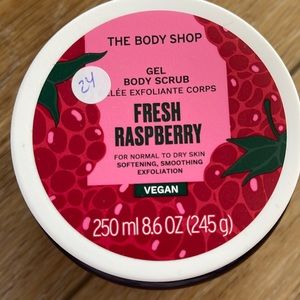 THE BODY SHOP
24
GEL
BODY SCRUB
LÉE EXFOLIANTE CORPS
FRESH
RASPBERRY
FOR NORMAL TO DRY SKIN
SOFTENING, SMOOTHING
EXFOLIATION
VEGAN
250 ml 8.6 OZ (245 g)